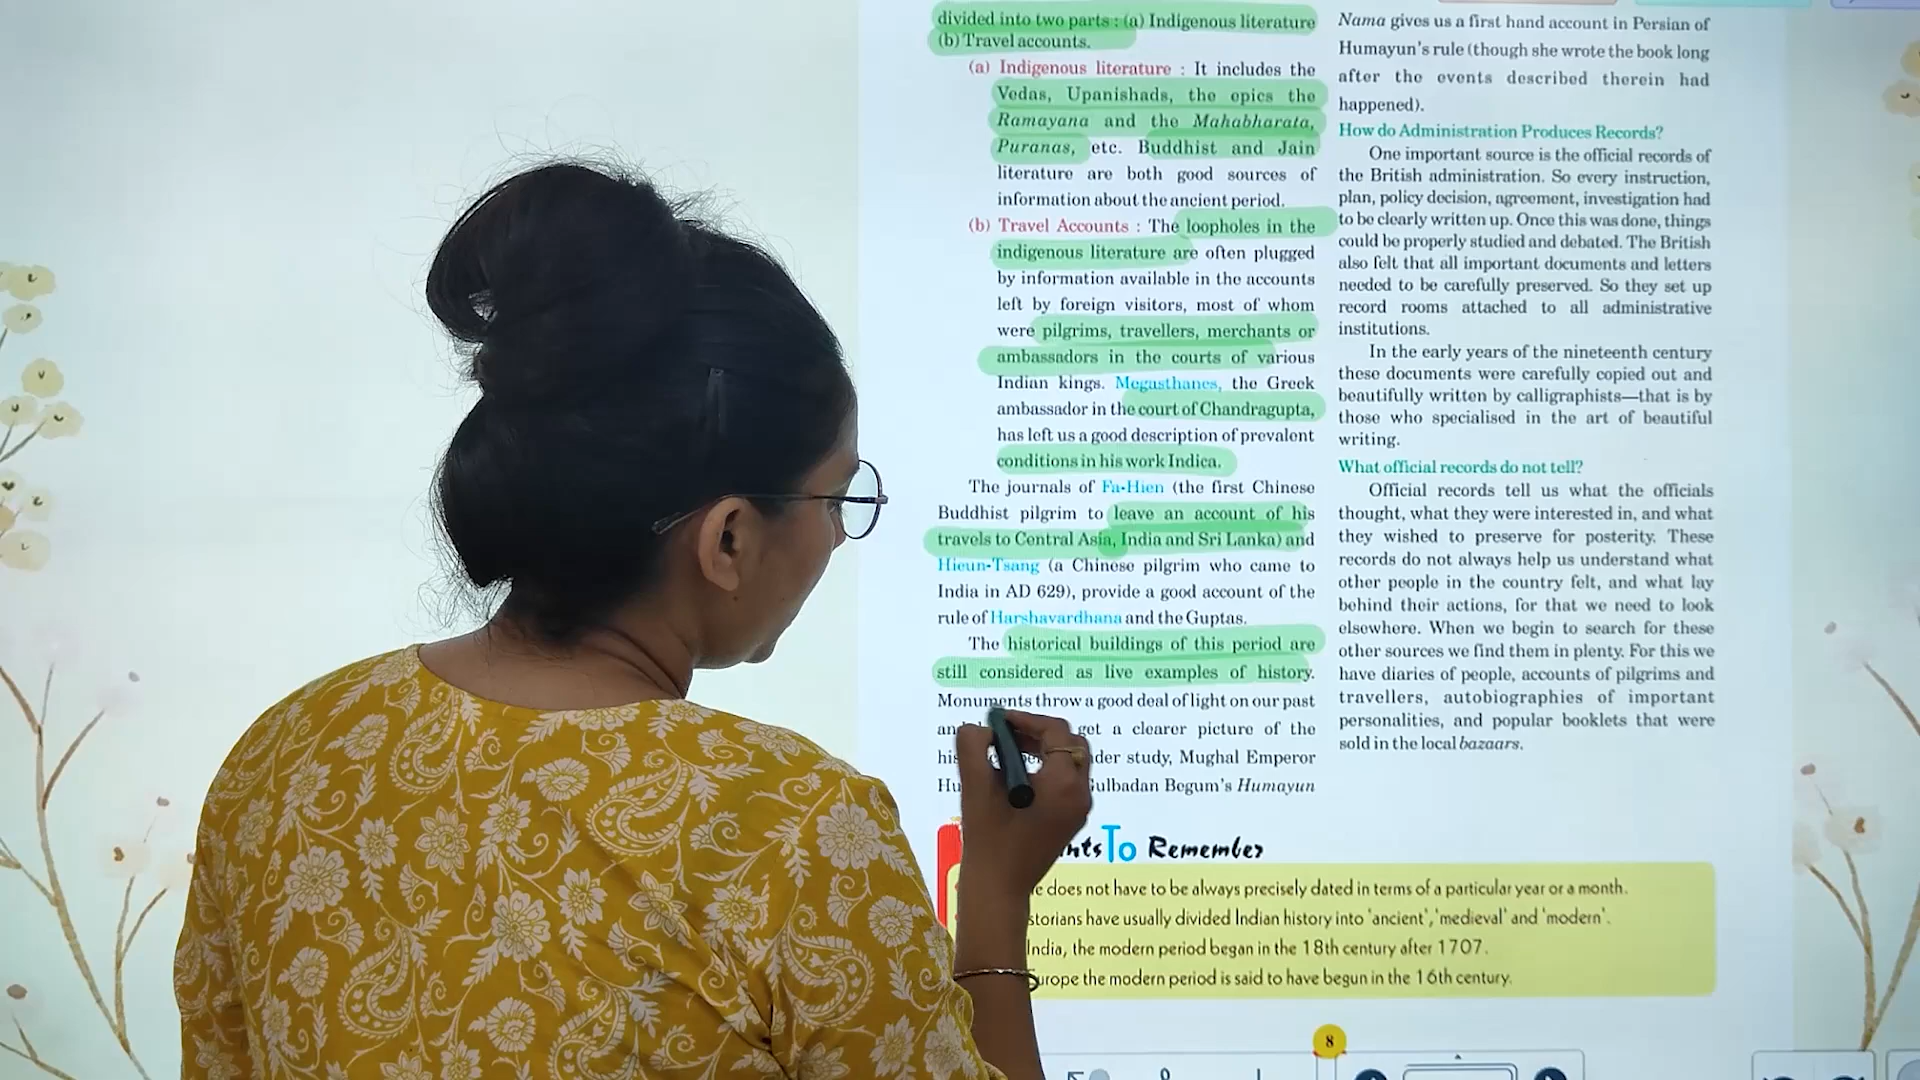 divided into two parts : (a) Indigenous literature
(b) Travel accounts.
(a) Indigenous literature : It includes the
Vedas, Upanishads, the epics the
Ramayana and the Mahabharata,
Puranas, etc. Buddhist and Jain
literature are both good sources of
information about the ancient period.
(b) Travel Accounts : The loopholes in the
indigenous literature are often plugged
by information available in the accounts
left by foreign visitors, most of whom
were pilgrims, travellers, merchants or
ambassadors in the courts of various
Indian kings. Megasthanes, the Greek
ambassador in the court of Chandragupta,
has left us a good description of prevalent
conditions in his work Indica.
The journals of Fa-Hien (the first Chinese
Buddhist pilgrim to leave an account of his
travels to Central Asia, India and Sri Lanka) and
Hieun-Tsang (a Chinese pilgrim who came to
India in AD 629), provide a good account of the
rule of Harshavardhana and the Guptas.
The historical buildings of this period are
still considered as live examples of history.
Monuments throw a good deal of light on our past
get a clearer picture of the
study, Mughal Emperor
Gulbadan Begum's Humayun
Nama gives us a first hand account in Persian of
Humayun's rule (though she wrote the book long
after the events described therein had
happened).
How do Administration Produces Records?
One important source is the official records of
the British administration. So every instruction,
plan, policy decision, agreement, investigation had
to be clearly written up. Once this was done, things
could be properly studied and debated. The British
also felt that all important documents and letters
needed to be carefully preserved. So they set up
record rooms attached to all administrative
institutions.
In the early years of the nineteenth century
these documents were carefully copied out and
beautifully written by calligraphists—that is by
those who specialised in the art of beautiful
writing.
What official records do not tell?
Official records tell us what the officials
thought, what they were interested in, and what
they wished to preserve for posterity. These
records do not always help us understand what
other people in the country felt, and what lay
behind their actions, for that we need to look
elsewhere. When we begin to search for these
other sources we find them in plenty. For this we
have diaries of people, accounts of pilgrims and
travellers, autobiographies of important
personalities, and popular booklets that were
sold in the local bazaars.
To Remember
does not have to be always precisely dated in terms of a particular year or a month.
have usually divided Indian history into 'ancient', 'medieval' and 'modern'.
India, the modern period began in the 18th century after 1707.
the modern period is said to have begun in the 16th century.
8